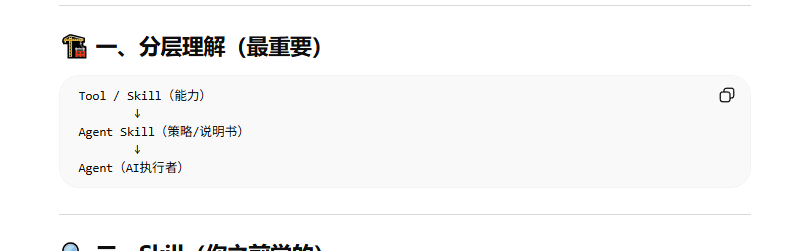 🏗️ 一、分层理解（最重要）
Tool / Skill（能力）
↓
Agent Skill（策略/说明书）
↓
Agent（AI执行者）